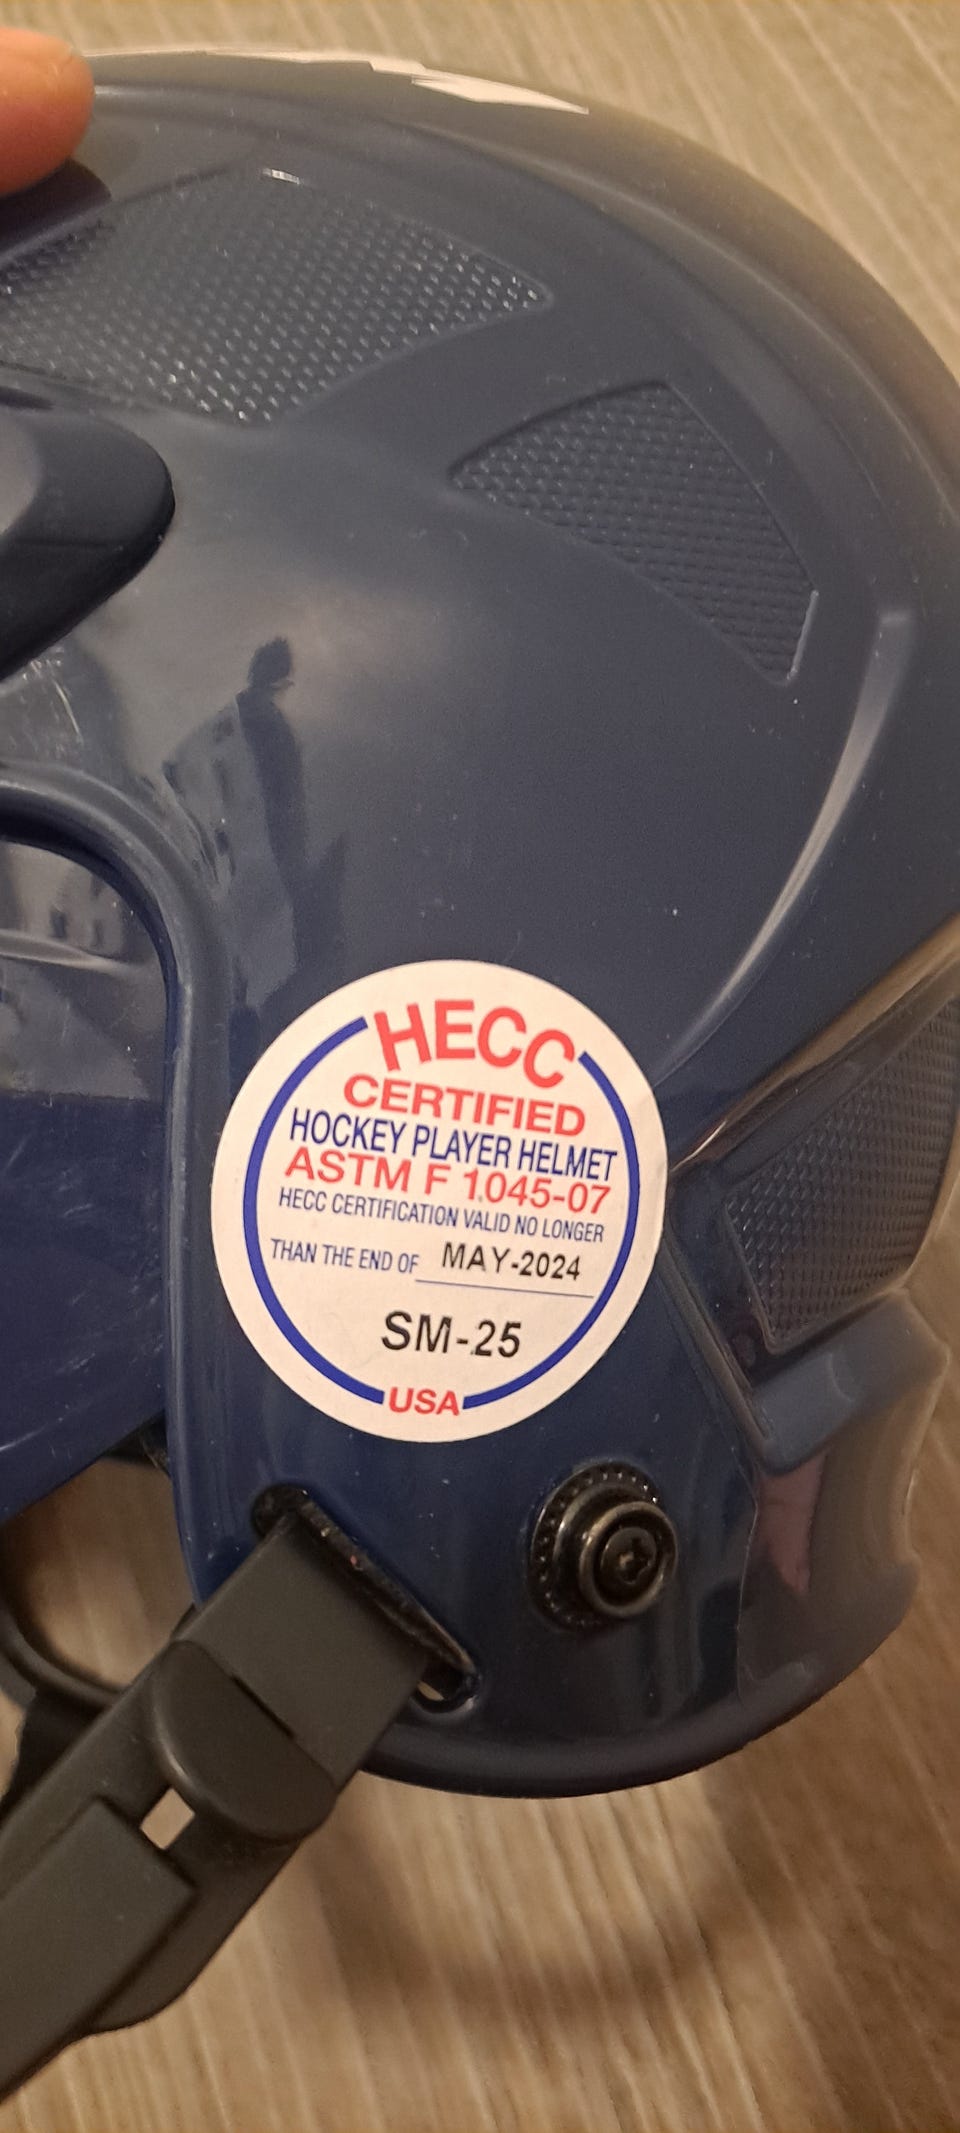 HECC
CERTIFIED
HOCKEY PLAYER HELMET
ASTM F 1045-07
HECC CERTIFICATION VALID NO LONGER
THAN THE END OF MAY-2024
SM-25
USA